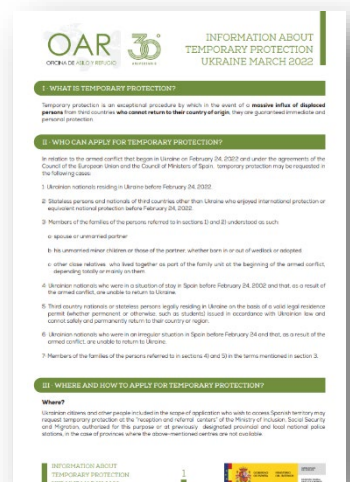 OAR
OFICINA DE ASILO Y REFUGIO
30
ANIVERSARIO
INFORMATION ABOUT
TEMPORARY PROTECTION
UKRAINE MARCH 2022
I - WHAT IS TEMPORARY PROTECTION?
Temporary protection is an exceptional procedure by which in the event of a massive influx of displaced
persons from third countries who cannot return to their country of origin, they are guaranteed immediate and
personal protection.
II - WHO CAN APPLY FOR TEMPORARY PROTECTION?
In relation to the armed conflict that began in Ukraine on February 24, 2022 and under the agreements of the
Council of the European Union and the Council of Ministers of Spain, temporary protection may be requested in
the following cases:
1 Ukrainian nationals residing in Ukraine before February 24, 2022.
2 Stateless persons and nationals of third countries other than Ukraine who enjoyed international protection or
equivalent national protection before February 24, 2022.
3 Members of the families of the persons referred to in sections 1) and 2) understood as such:
a spouse or unmarried partner
b his unmarried minor children or those of the partner, whether born in or out of wedlock or adopted
c other close relatives who lived together as part of the family unit at the beginning of the armed conflict,
depending totally or mainly on them
4 Ukrainian nationals who were in a situation of stay in Spain before February 24, 2002 and that, as a result of
the armed conflict, are unable to return to Ukraine.
5 Third country nationals or stateless persons legally residing in Ukraine on the basis of a valid legal residence
permit (whether permanent or otherwise, such as students) issued in accordance with Ukrainian law and
cannot safely and permanently return to their country or region.
6 Ukrainian nationals who were in an irregular situation in Spain before February 24 and that, as a result of the
armed conflict, are unable to return to Ukraine.
7 Members of the families of the persons referred to in sections 4) and 5) in the terms mentioned in section 3.
III - WHERE AND HOW TO APPLY FOR TEMPORARY PROTECTION?
Where?
Ukrainian citizens and other people included in the scope of application who wish to access Spanish territory may
request temporary protection at the "reception and referral centers" of the Ministry of Inclusion, Social Security
and Migration, authorised for this purpose or at previously designated provincial and local national police
stations, in the case of provinces where the above-mentioned centres are not available
INFORMATION ABOUT
TEMPORARY PROTECTION
1